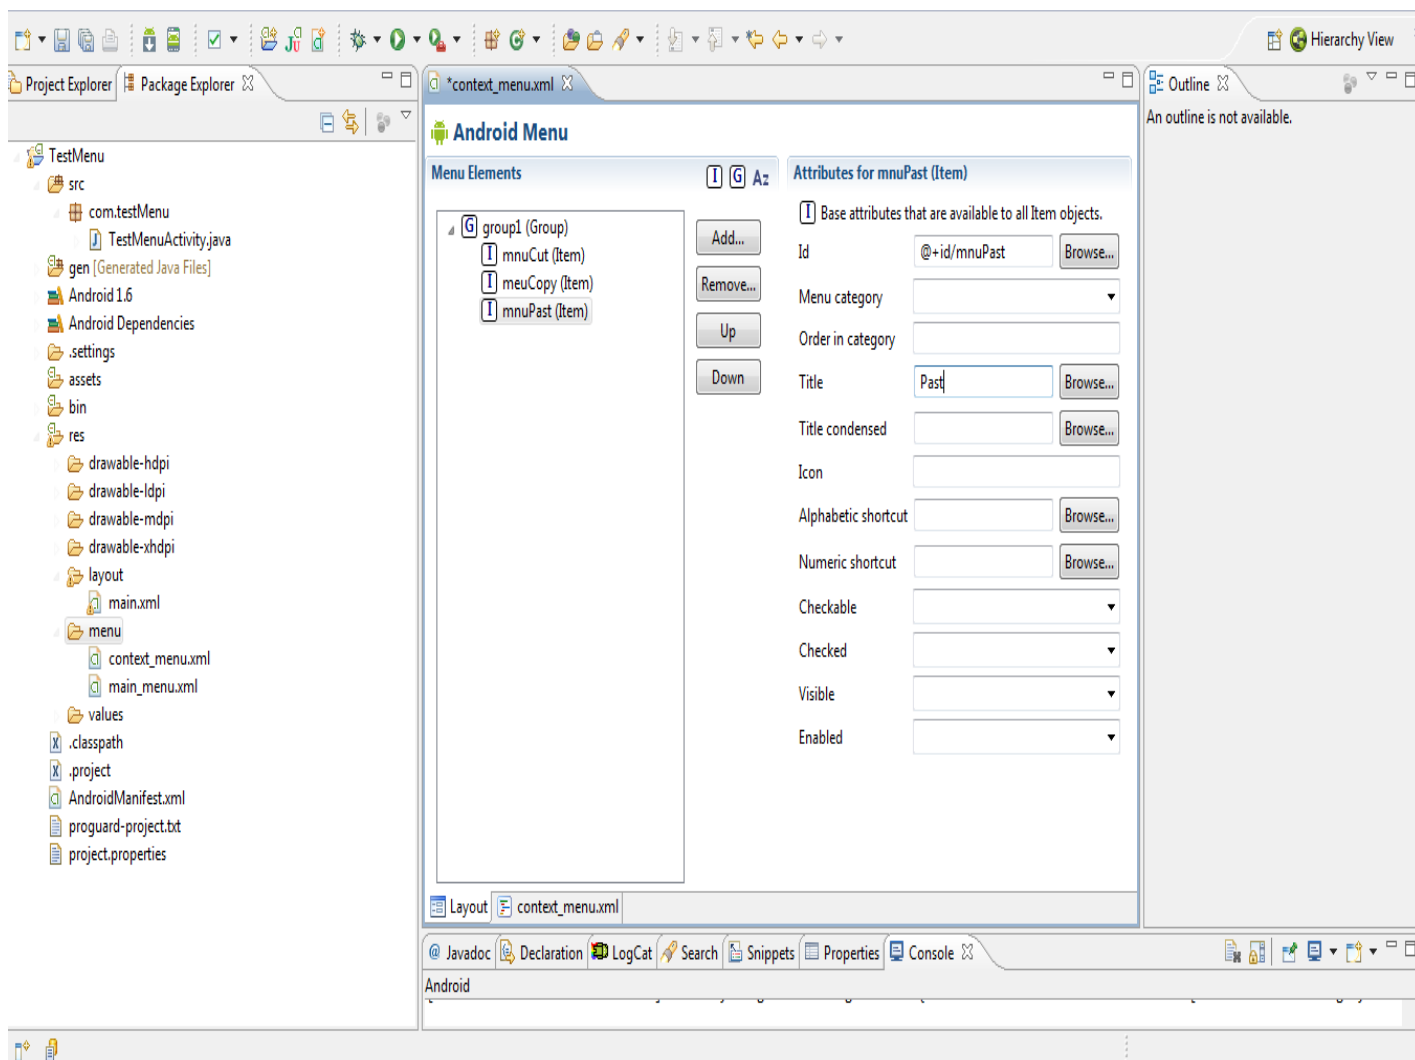 Hierarchy View
Project Explorer
Package Explorer
TestMenu
src
com.testMenu
TestMenuActivity.java
gen [Generated Java Files]
Android 1.6
Android Dependencies
.settings
assets
bin
res
drawable-hdpi
drawable-ldpi
drawable-mdpi
drawable-xhdpi
layout
main.xml
menu
context_menu.xml
main_menu.xml
values
.classpath
.project
AndroidManifest.xml
proguard-project.txt
project.properties
*context_menu.xml
Android Menu
Menu Elements
I G Az
G group1 (Group)
I mnuCut (Item)
I meuCopy (Item)
I mnuPast (Item)
Add...
Remove...
Up
Down
Attributes for mnuPast (Item)
I Base attributes that are available to all Item objects.
Id @+id/mnuPast Browse...
Menu category
Order in category
Title Past Browse...
Title condensed Browse...
Icon
Alphabetic shortcut Browse...
Numeric shortcut Browse...
Checkable
Checked
Visible
Enabled
Layout context_menu.xml
Outline
An outline is not available.
@ Javadoc Declaration LogCat Search Snippets Properties Console
Android